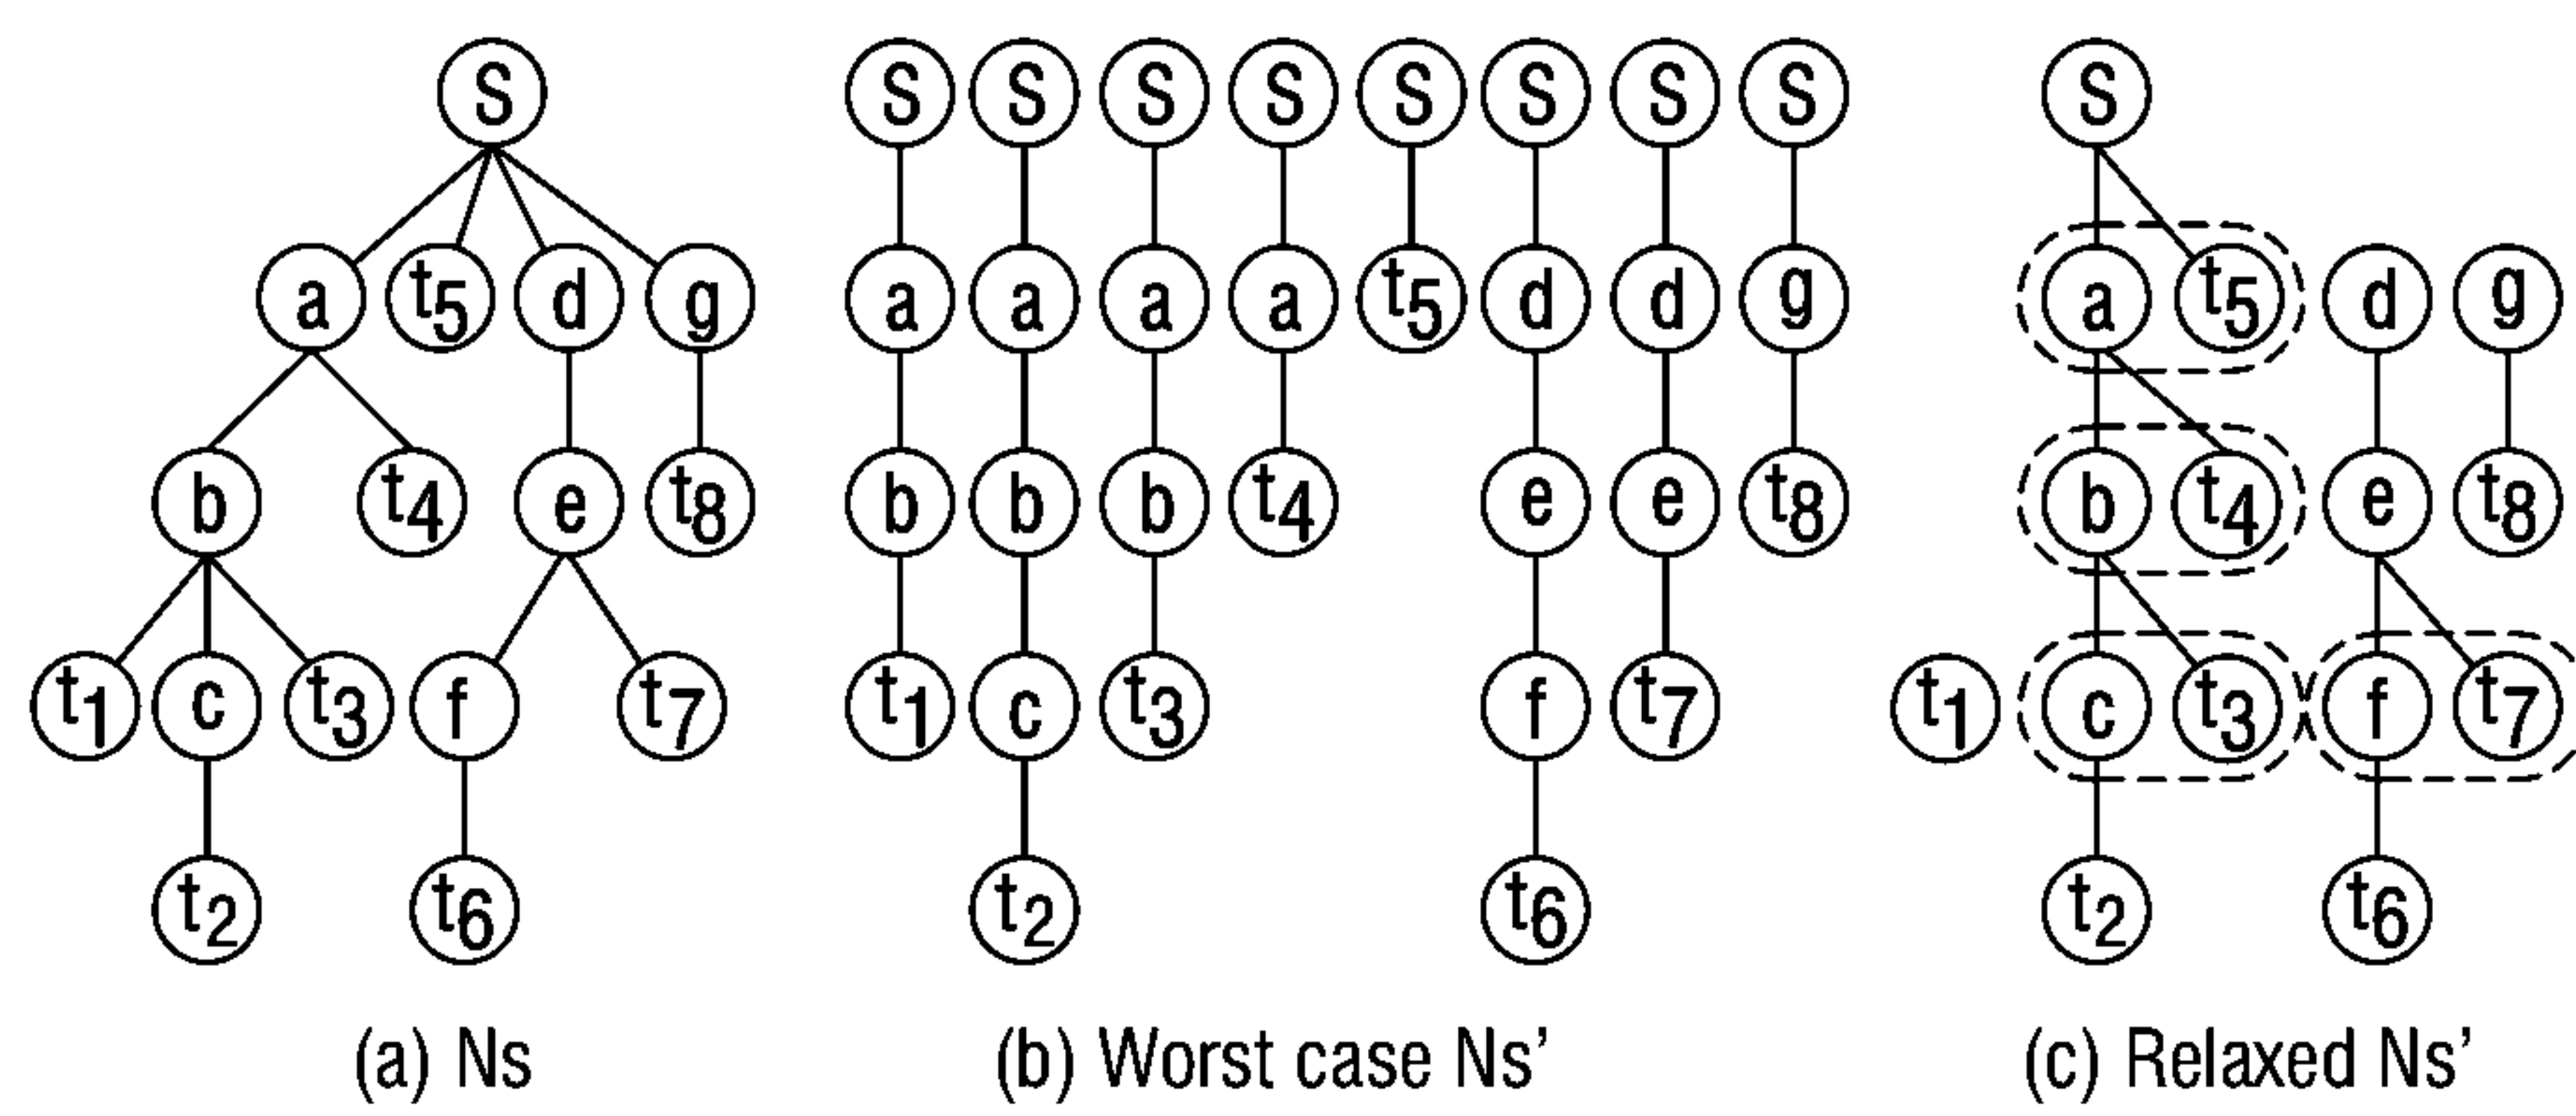 S S S S S S S S S S
a t5 d g a a a a t5 d d g a t5 d g
b t4 e t8 b b b t4 e e t8 b t4 e t8
t1 c t3 f t7 t1 c t3 f t7 t1 c t3 f t7
t2 t6 t2 t6 t2 t6
(a) Ns (b) Worst case Ns’ (c) Relaxed Ns’